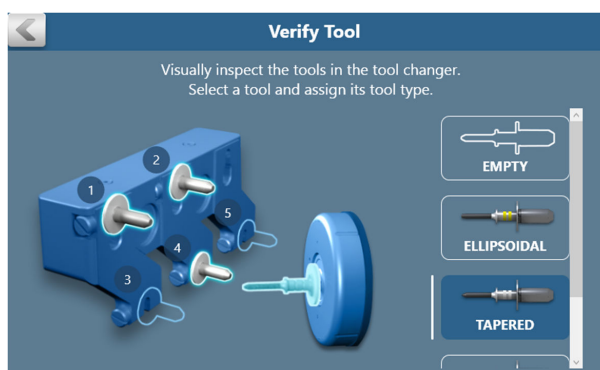 Verify Tool
Visually inspect the tools in the tool changer.
Select a tool and assign its tool type.
1
2
3
4
5
EMPTY
ELLIPSOIDAL
TAPERED